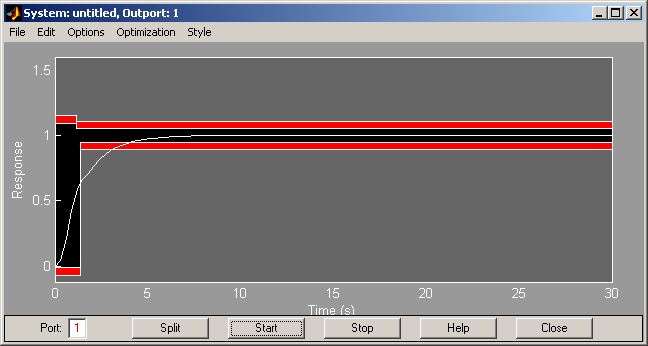 System: untitled, Outport: 1
File Edit Options Optimization Style
1.5
1
0.5
0
Response
0 5 10 15 20 25 30
Time (s)
Port: 1 Split Start Stop Help Close